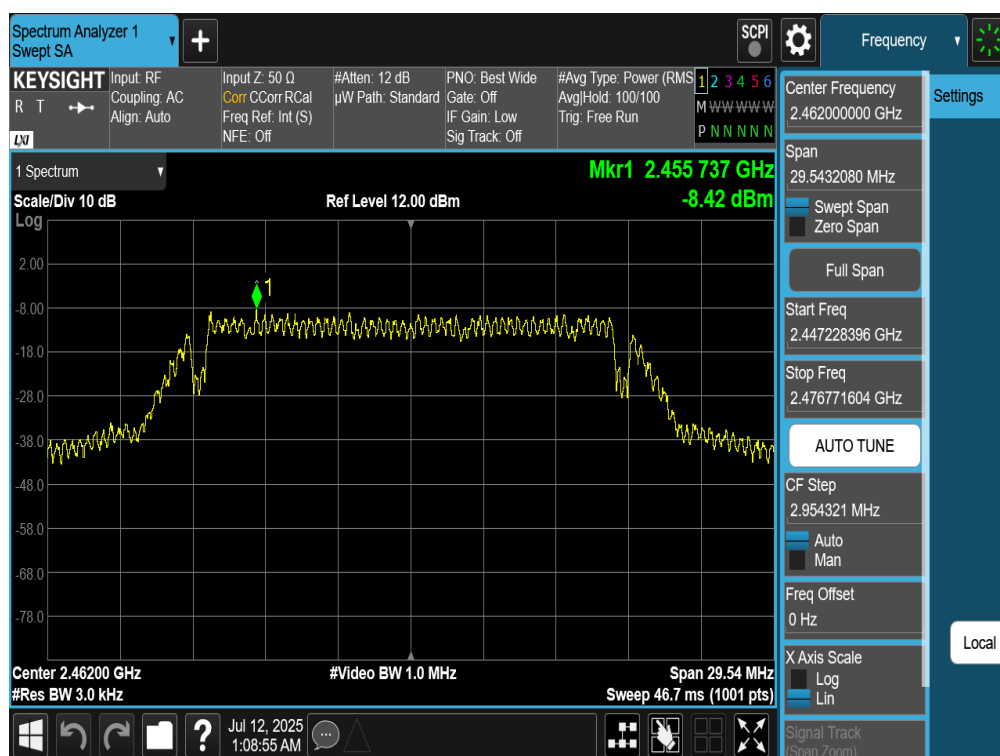 Spectrum Analyzer 1
Swept SA
+
SCPI
Frequency
KEYSIGHT
R T
LXI
Input: RF
Coupling: AC
Align: Auto
Input Z: 50 Ω
Corr CCorr RCal
Freq Ref: Int (S)
NFE: Off
#Atten: 12 dB
µW Path: Standard
PNO: Best Wide
Gate: Off
IF Gain: Low
Sig Track: Off
#Avg Type: Power (RMS
Avg|Hold: 100/100
Trig: Free Run
1 2 3 4 5 6
M W W W W W
P N N N N N
1 Spectrum
Mkr1 2.455 737 GHz
-8.42 dBm
Scale/Div 10 dB
Ref Level 12.00 dBm
Log
1
2.00
-8.00
-18.0
-28.0
-38.0
-48.0
-58.0
-68.0
-78.0
Center 2.46200 GHz
#Video BW 1.0 MHz
Span 29.54 MHz
#Res BW 3.0 kHz
Sweep 46.7 ms (1001 pts)
Center Frequency
2.462000000 GHz
Settings
Span
29.5432080 MHz
Swept Span
Zero Span
Full Span
Start Freq
2.447228396 GHz
Stop Freq
2.476771604 GHz
AUTO TUNE
CF Step
2.954321 MHz
Auto
Man
Freq Offset
0 Hz
Local
X Axis Scale
Log
Lin
Signal Track
(Span Zoom)
?
Jul 12, 2025
1:08:55 AM